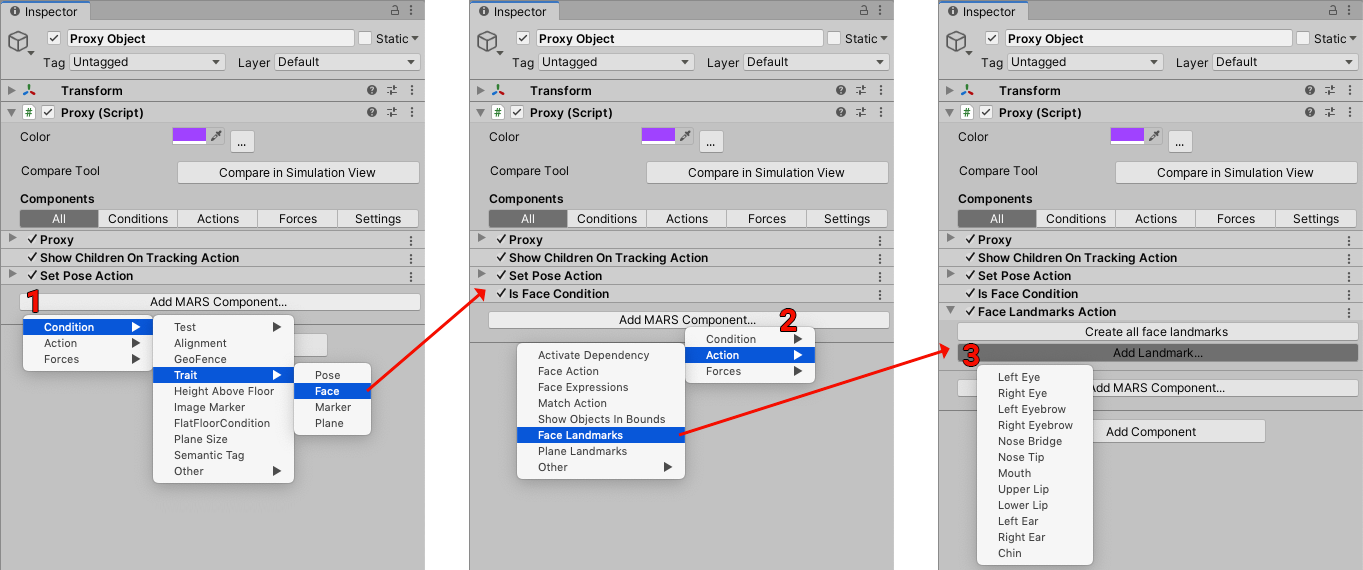 Inspector
Proxy Object
Static
Tag Untagged
Layer Default
Transform
# Proxy (Script)
Color
...
Compare Tool
Compare in Simulation View
Components
All Conditions Actions Forces Settings
Proxy
Show Children On Tracking Action
Set Pose Action
1
Add MARS Component...
Condition
Action
Forces
Test
Alignment
GeoFence
Trait
Height Above Floor
Image Marker
FlatFloorCondition
Plane Size
Semantic Tag
Other
Pose
Face
Marker
Plane
Inspector
Proxy Object
Static
Tag Untagged
Layer Default
Transform
# Proxy (Script)
Color
...
Compare Tool
Compare in Simulation View
Components
All Conditions Actions Forces Settings
Proxy
Show Children On Tracking Action
Set Pose Action
Is Face Condition
Add MARS Component...
2
Condition
Action
Forces
Activate Dependency
Face Action
Face Expressions
Match Action
Show Objects In Bounds
Face Landmarks
Plane Landmarks
Other
Inspector
Proxy Object
Static
Tag Untagged
Layer Default
Transform
# Proxy (Script)
Color
...
Compare Tool
Compare in Simulation View
Components
All Conditions Actions Forces Settings
Proxy
Show Children On Tracking Action
Set Pose Action
Is Face Condition
Face Landmarks Action
Create all face landmarks
3
Add Landmark...
Left Eye
Right Eye
Left Eyebrow
Right Eyebrow
Nose Bridge
Nose Tip
Mouth
Upper Lip
Lower Lip
Left Ear
Right Ear
Chin
Add MARS Component...
Add Component